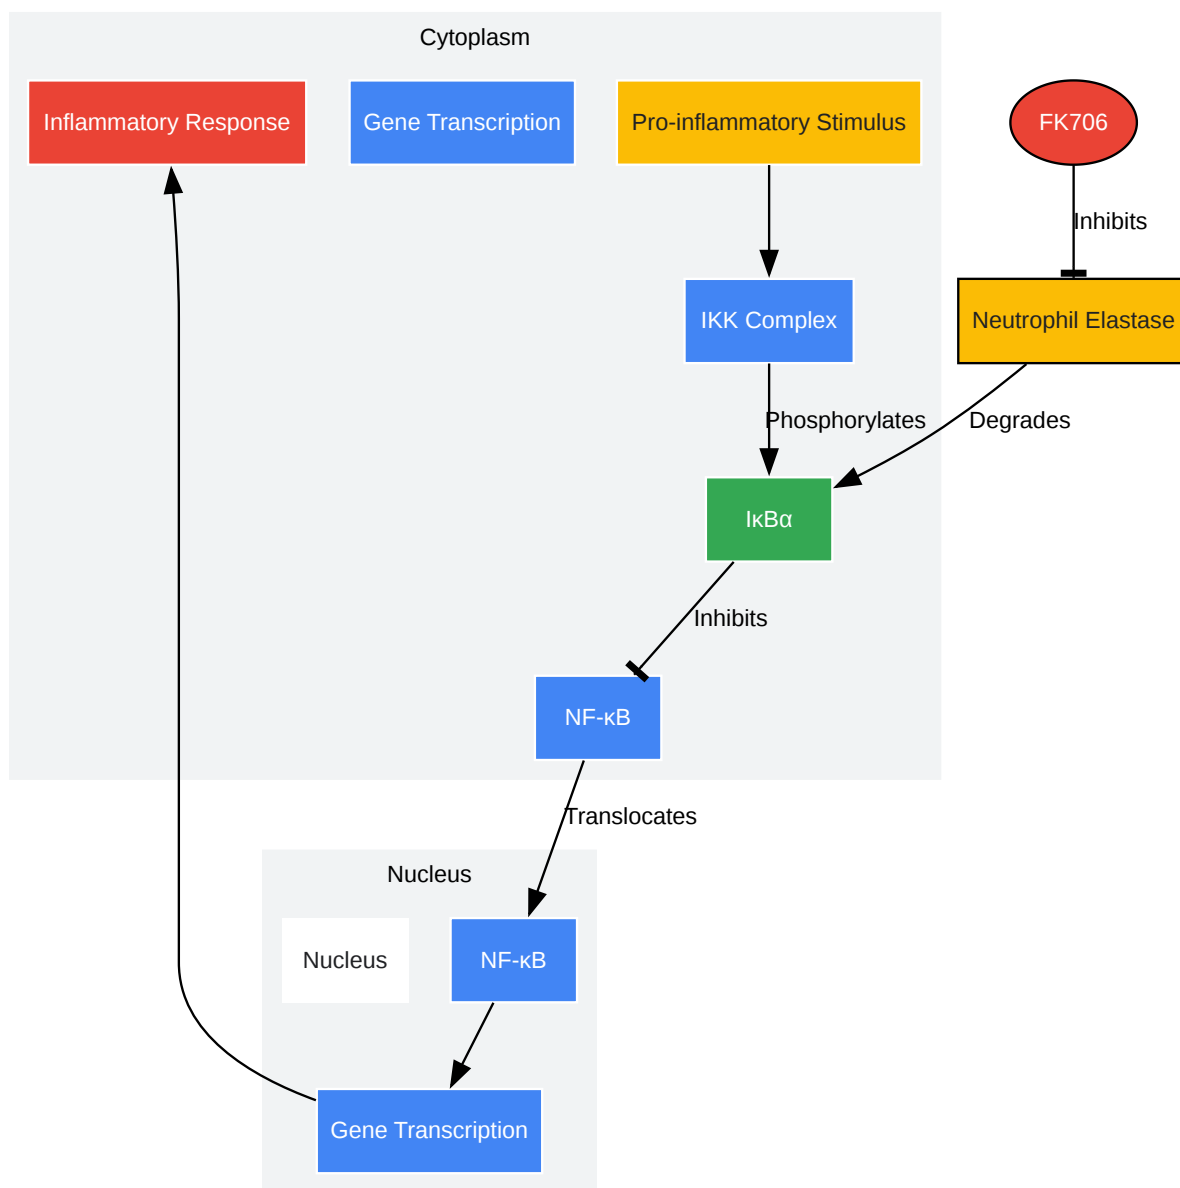 Cytoplasm
Inflammatory Response
Gene Transcription
Pro-inflammatory Stimulus
FK706
Inhibits
IKK Complex
Neutrophil Elastase
Phosphorylates
Degrades
IκBα
Inhibits
NF-κB
Translocates
Nucleus
Nucleus
NF-κB
Gene Transcription